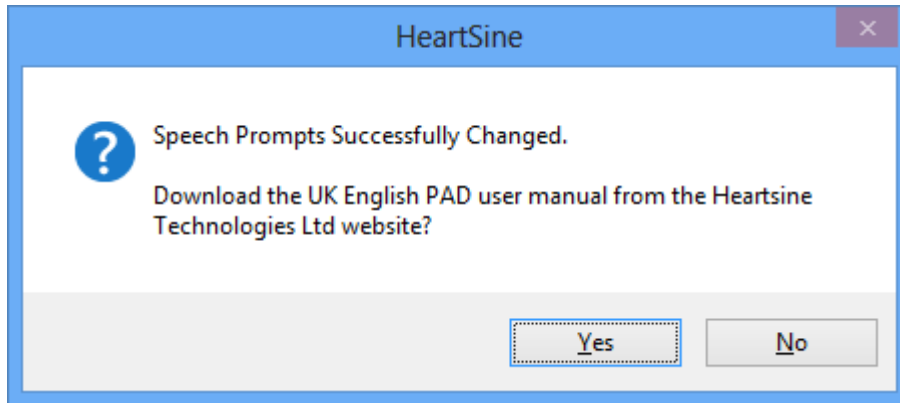 HeartSine
Speech Prompts Successfully Changed.
Download the UK English PAD user manual from the Heartsine
Technologies Ltd website?
Yes
No